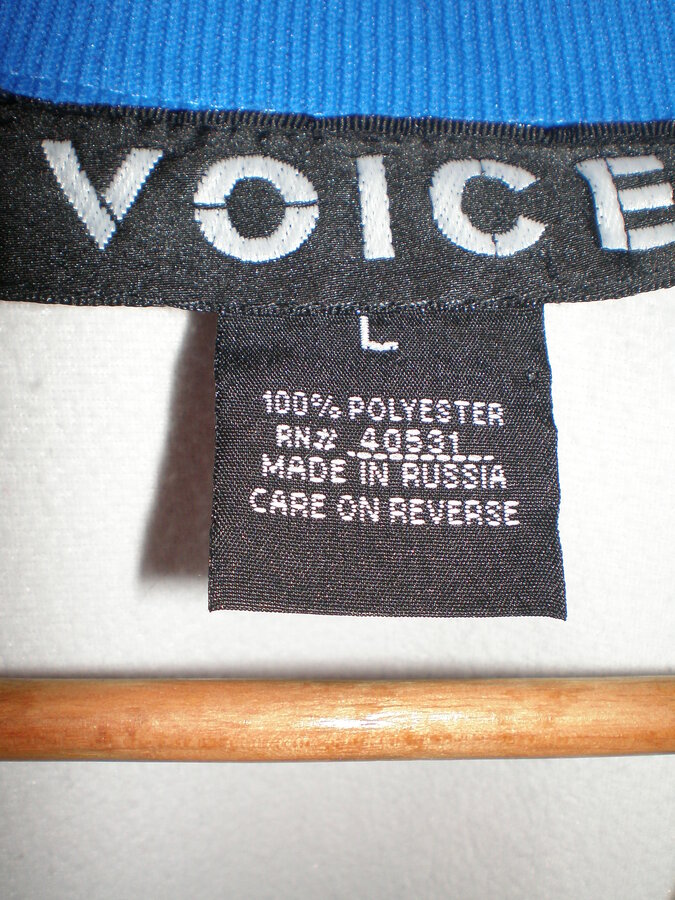 VOICE
L
100% POLYESTER
RN# 40531
MADE IN RUSSIA
CARE ON REVERSE